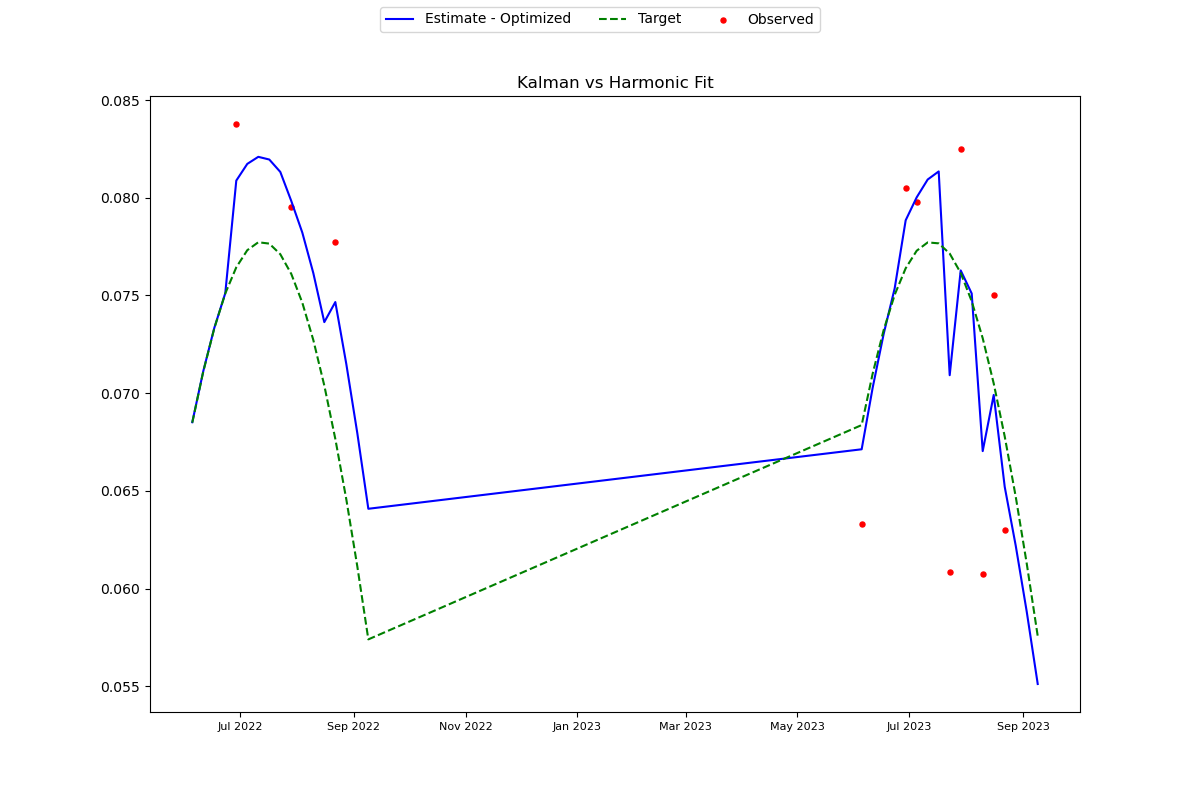 Estimate - Optimized Target Observed
Kalman vs Harmonic Fit
0.085
0.080
0.075
0.070
0.065
0.060
0.055
Jul 2022 Sep 2022 Nov 2022 Jan 2023 Mar 2023 May 2023 Jul 2023 Sep 2023